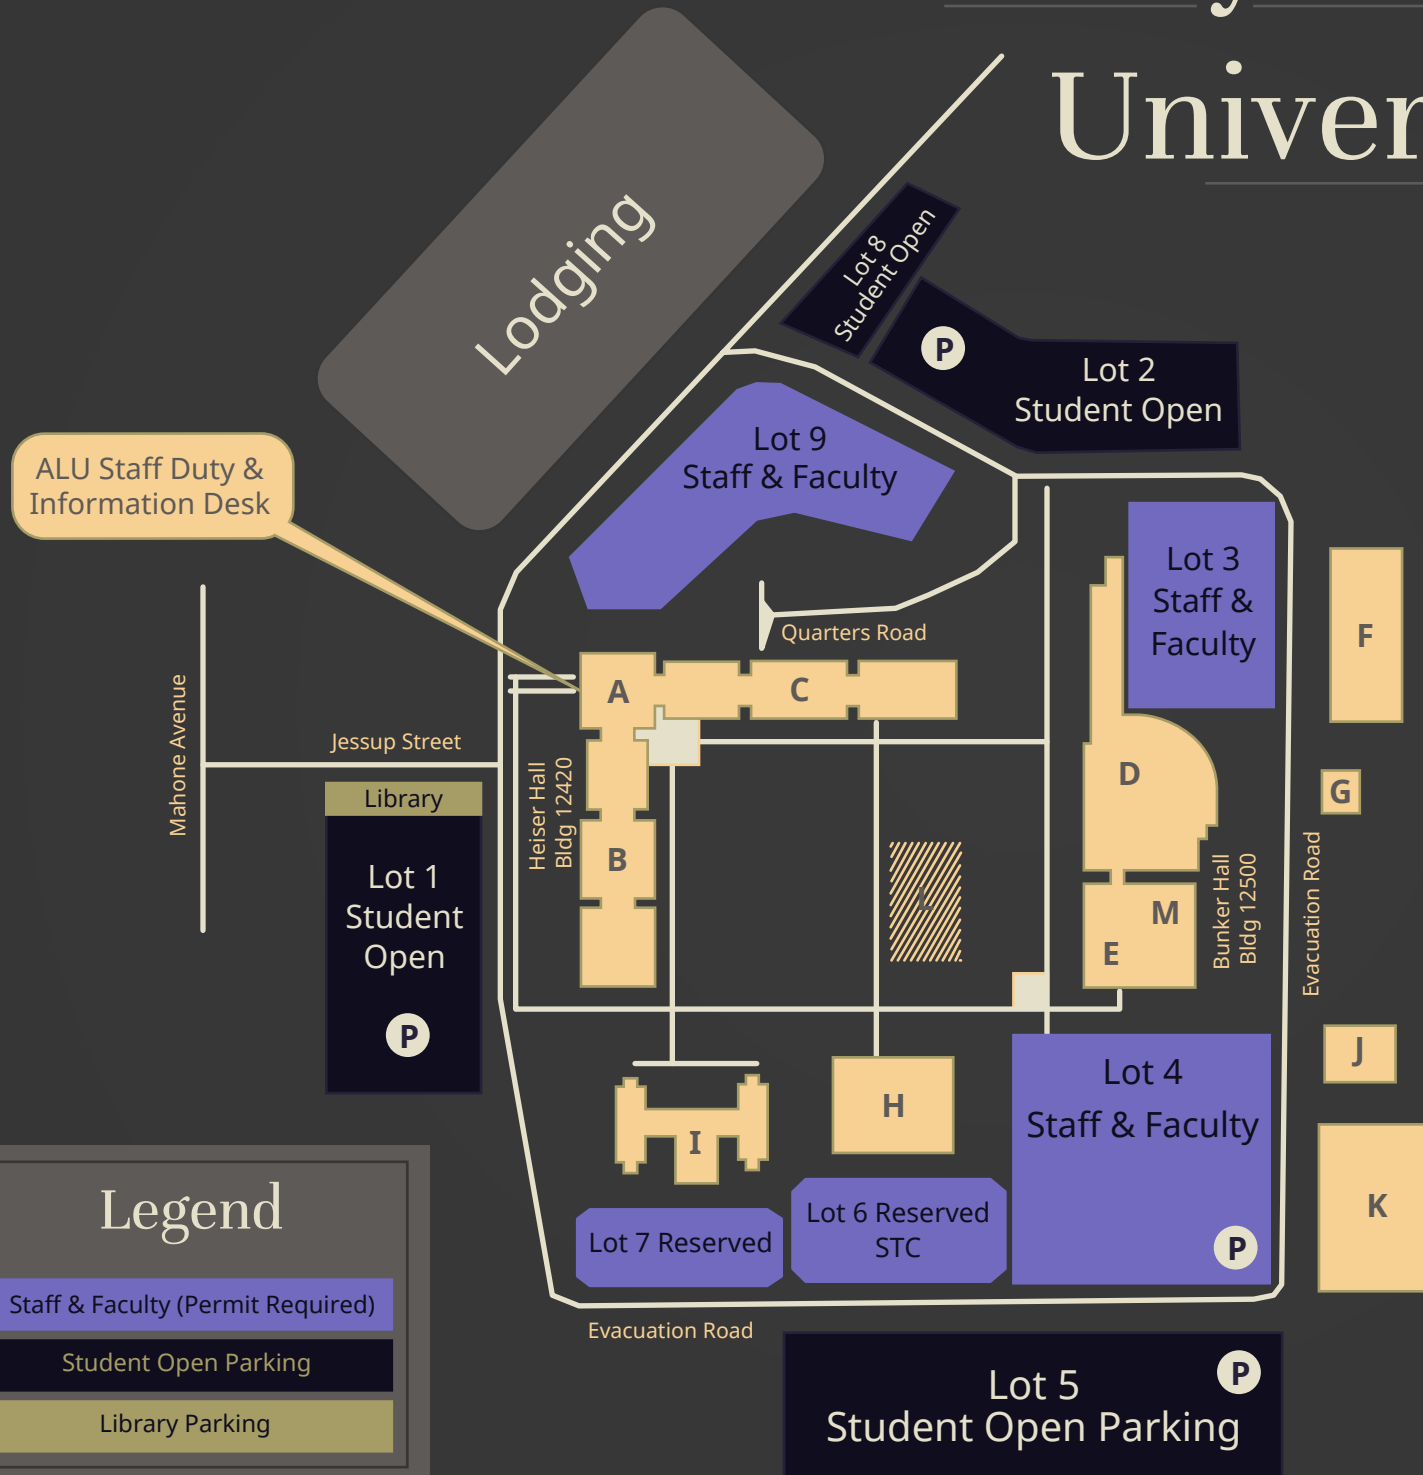 Univer
Lodging
Lot 8
Student Open
P
Lot 2
Student Open
Lot 9
Staff & Faculty
ALU Staff Duty &
Information Desk
Lot 3
Staff &
Faculty
Quarters Road
F
A
C
Mahone Avenue
Jessup Street
D
G
Library
Heiser Hall
Bldg 12420
B
Lot 1
Student
Open
P
L
M
E
Bunker Hall
Bldg 12500
Evacuation Road
J
Lot 4
Staff & Faculty
P
H
I
K
Lot 6 Reserved
STC
Lot 7 Reserved
Legend
Staff & Faculty (Permit Required)
Student Open Parking
Library Parking
Evacuation Road
P
Lot 5
Student Open Parking